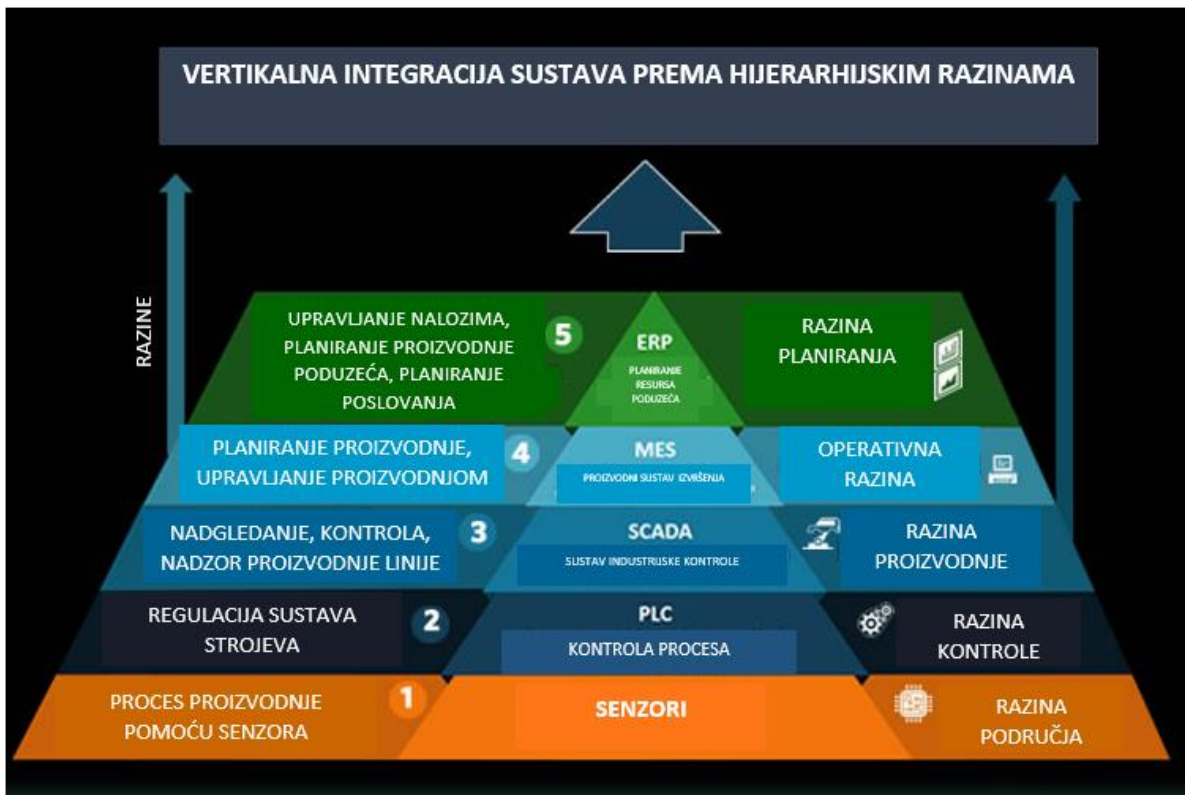 VERTIKALNA INTEGRACIJA SUSTAVA PREMA HIJERARHIJSKIM RAZINAMA
RAZINE
UPRAVLJANJE NALOZIMA,
PLANIRANJE PROIZVODNJE
PODUZEĆA, PLANIRANJE
POSLOVANJA
5
ERP
PLANIRANJE
RESURSA
PODUZEĆA
RAZINA
PLANIRANJA
PLANIRANJE PROIZVODNJE,
UPRAVLJANJE PROIZVODNJOM
4
MES
PROIZVODNI SUSTAV IZVRŠENJA
OPERATIVNA
RAZINA
NADGLEDANJE, KONTROLA,
NADZOR PROIZVODNJE LINIJE
3
SCADA
SUSTAV INDUSTRIJSKE KONTROLE
RAZINA
PROIZVODNJE
REGULACIJA SUSTAVA
STROJEVA
2
PLC
KONTROLA PROCESA
RAZINA
KONTROLE
PROCES PROIZVODNJE
POMOĆU SENZORA
1
SENZORI
RAZINA
PODRUČJA